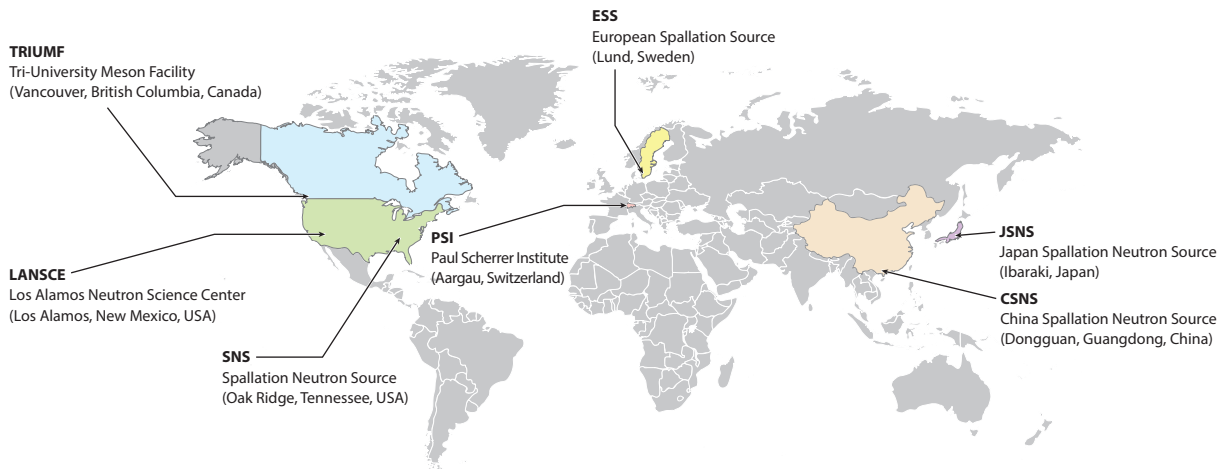 ESS
European Spallation Source
(Lund, Sweden)
TRIUMF
Tri-University Meson Facility
(Vancouver, British Columbia, Canada)
PSI
Paul Scherrer Institute
(Aargau, Switzerland)
JSNS
Japan Spallation Neutron Source
(Ibaraki, Japan)
LANSCE
Los Alamos Neutron Science Center
(Los Alamos, New Mexico, USA)
CSNS
China Spallation Neutron Source
(Dongguan, Guangdong, China)
SNS
Spallation Neutron Source
(Oak Ridge, Tennessee, USA)